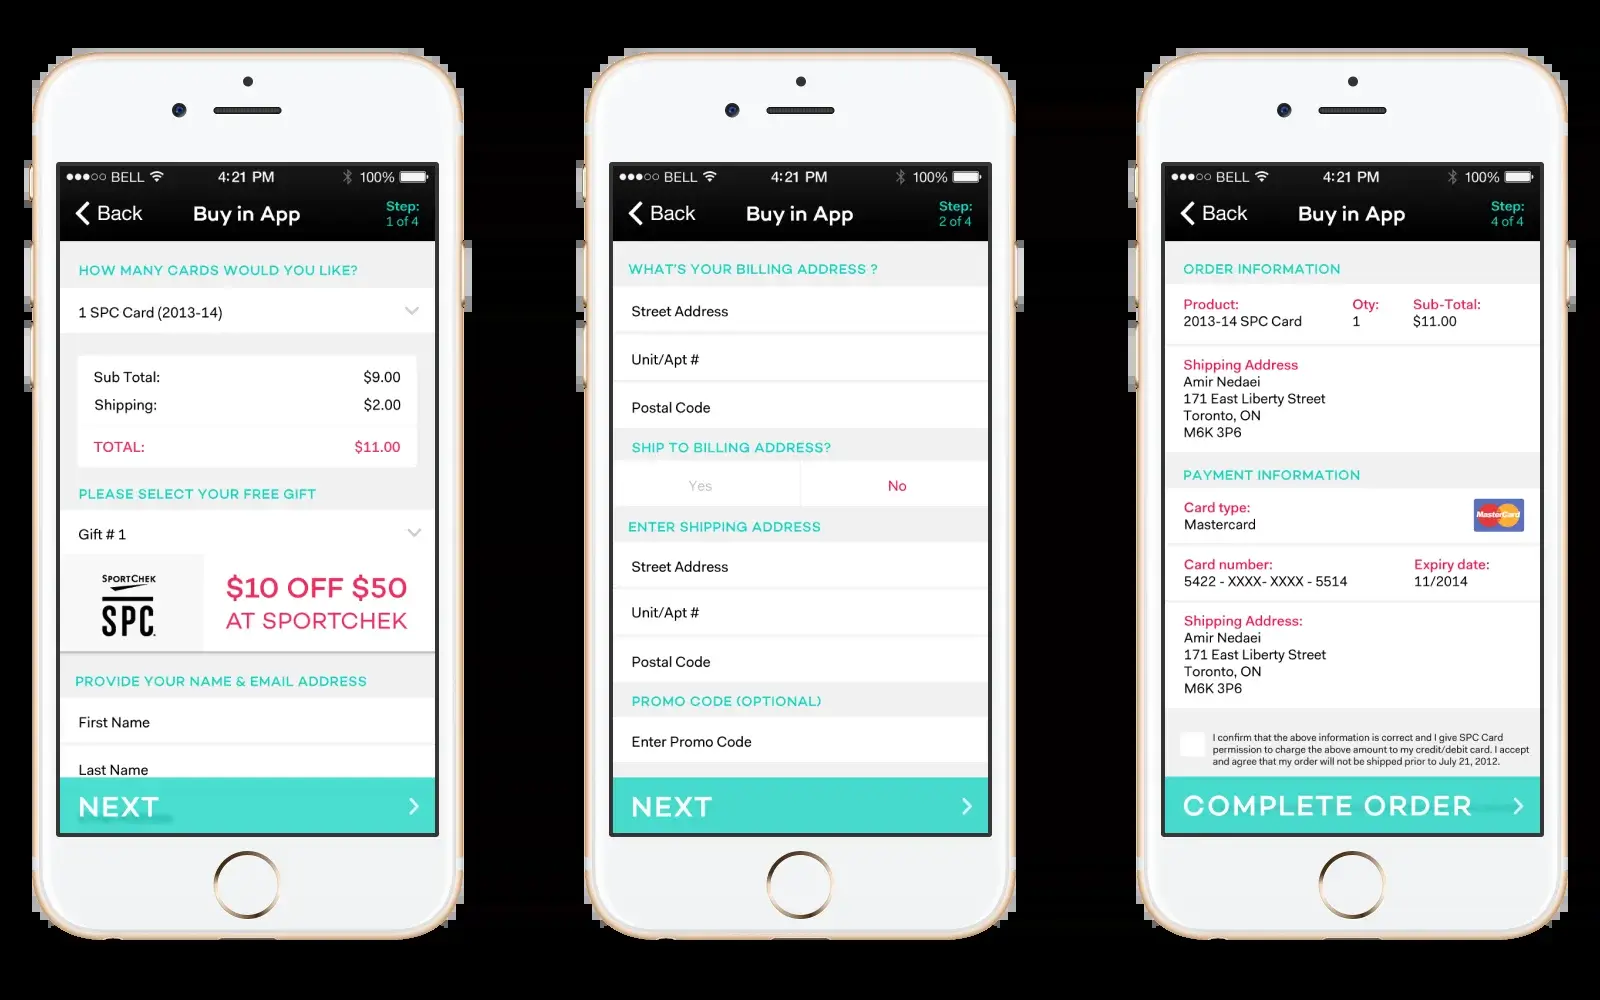 BELL 4:21 PM 100%
Back Buy in App Step:
1 of 4
HOW MANY CARDS WOULD YOU LIKE?
1 SPC Card (2013-14)
Sub Total: $9.00
Shipping: $2.00
TOTAL: $11.00
PLEASE SELECT YOUR FREE GIFT
Gift # 1
SPORTCHEK
SPC
$10 OFF $50
AT SPORTCHEK
PROVIDE YOUR NAME & EMAIL ADDRESS
First Name
Last Name
NEXT
BELL 4:21 PM 100%
Back Buy in App Step:
2 of 4
WHAT'S YOUR BILLING ADDRESS ?
Street Address
Unit/Apt #
Postal Code
SHIP TO BILLING ADDRESS?
Yes No
ENTER SHIPPING ADDRESS
Street Address
Unit/Apt #
Postal Code
PROMO CODE (OPTIONAL)
Enter Promo Code
NEXT
BELL 4:21 PM 100%
Back Buy in App Step:
4 of 4
ORDER INFORMATION
Product: Qty: Sub-Total:
2013-14 SPC Card 1 $11.00
Shipping Address
Amir Nedaei
171 East Liberty Street
Toronto, ON
M6K 3P6
PAYMENT INFORMATION
Card type:
Mastercard
MasterCard
Card number: Expiry date:
5422 - XXXX- XXXX - 5514 11/2014
Shipping Address:
Amir Nedaei
171 East Liberty Street
Toronto, ON
M6K 3P6
I confirm that the above information is correct and I give SPC Card
permission to charge the above amount to my credit/debit card. I accept
and agree that my order will not be shipped prior to July 21, 2012.
COMPLETE ORDER